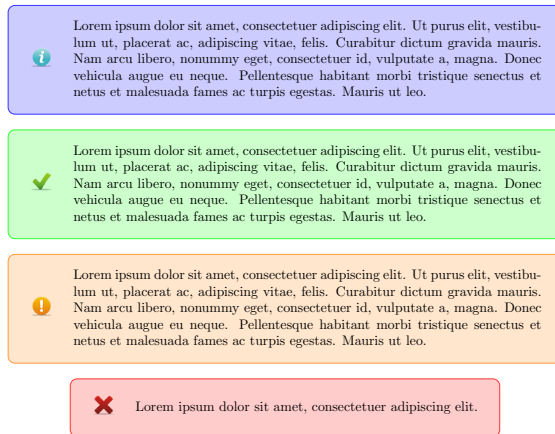 Lorem ipsum dolor sit amet, consectetuer adipiscing elit. Ut purus elit, vestibu-
lum ut, placerat ac, adipiscing vitae, felis. Curabitur dictum gravida mauris.
Nam arcu libero, nonummy eget, consectetuer id, vulputate a, magna. Donec
vehicula augue eu neque. Pellentesque habitant morbi tristique senectus et
netus et malesuada fames ac turpis egestas. Mauris ut leo.
Lorem ipsum dolor sit amet, consectetuer adipiscing elit. Ut purus elit, vestibu-
lum ut, placerat ac, adipiscing vitae, felis. Curabitur dictum gravida mauris.
Nam arcu libero, nonummy eget, consectetuer id, vulputate a, magna. Donec
vehicula augue eu neque. Pellentesque habitant morbi tristique senectus et
netus et malesuada fames ac turpis egestas. Mauris ut leo.
Lorem ipsum dolor sit amet, consectetuer adipiscing elit. Ut purus elit, vestibu-
lum ut, placerat ac, adipiscing vitae, felis. Curabitur dictum gravida mauris.
Nam arcu libero, nonummy eget, consectetuer id, vulputate a, magna. Donec
vehicula augue eu neque. Pellentesque habitant morbi tristique senectus et
netus et malesuada fames ac turpis egestas. Mauris ut leo.
Lorem ipsum dolor sit amet, consectetuer adipiscing elit.